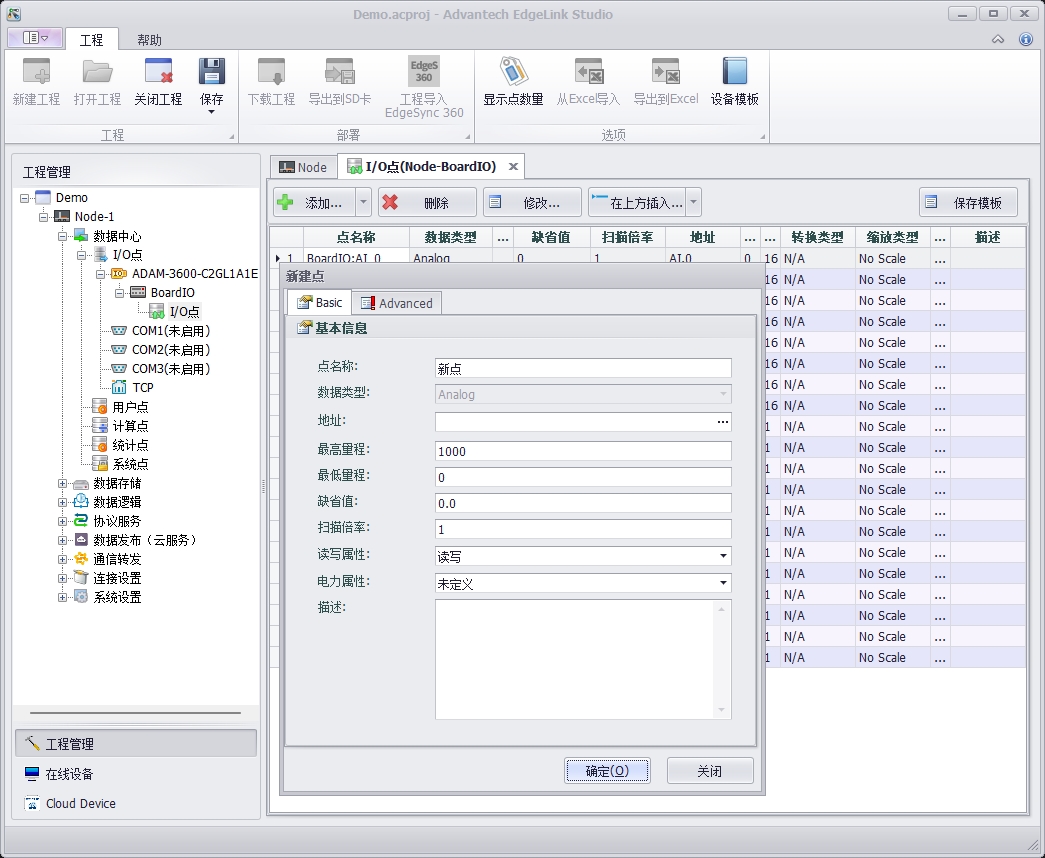 Demo.acproj - Advantech EdgeLink Studio
工程 帮助
新建工程 打开工程 关闭工程 保存 下载工程 导出到SD卡 EdgeS 360 工程导入 EdgeSync 360 显示点数量 从Excel导入 导出到Excel 设备模板
工程 部署 选项
工程管理
Demo
Node-1
数据中心
I/O点
ADAM-3600-C2GL1A1E
BoardIO
I/O点
COM1(未启用)
COM2(未启用)
COM3(未启用)
TCP
用户点
计算点
统计点
系统点
数据存储
数据逻辑
协议服务
数据发布（云服务）
通信转发
连接设置
系统设置
工程管理
在线设备
Cloud Device
Node I/O点(Node-BoardIO)
添加... 删除 修改... 在上方插入... 保存模板
点名称 数据类型 ... 缺省值 扫描倍率 地址 ... ... 转换类型 缩放类型 ... 描述
1 BoardIO:AI_0 Analog 0 1 AI.0 0 16 N/A No Scale ...
16 N/A No Scale ...
16 N/A No Scale ...
16 N/A No Scale ...
16 N/A No Scale ...
16 N/A No Scale ...
16 N/A No Scale ...
16 N/A No Scale ...
1 N/A No Scale ...
1 N/A No Scale ...
1 N/A No Scale ...
1 N/A No Scale ...
1 N/A No Scale ...
1 N/A No Scale ...
1 N/A No Scale ...
1 N/A No Scale ...
1 N/A No Scale ...
1 N/A No Scale ...
1 N/A No Scale ...
1 N/A No Scale ...
新建点
Basic Advanced
基本信息
点名称: 新点
数据类型: Analog
地址: ...
最高量程: 1000
最低量程: 0
缺省值: 0.0
扫描倍率: 1
读写属性: 读写
电力属性: 未定义
描述:
确定(O) 关闭